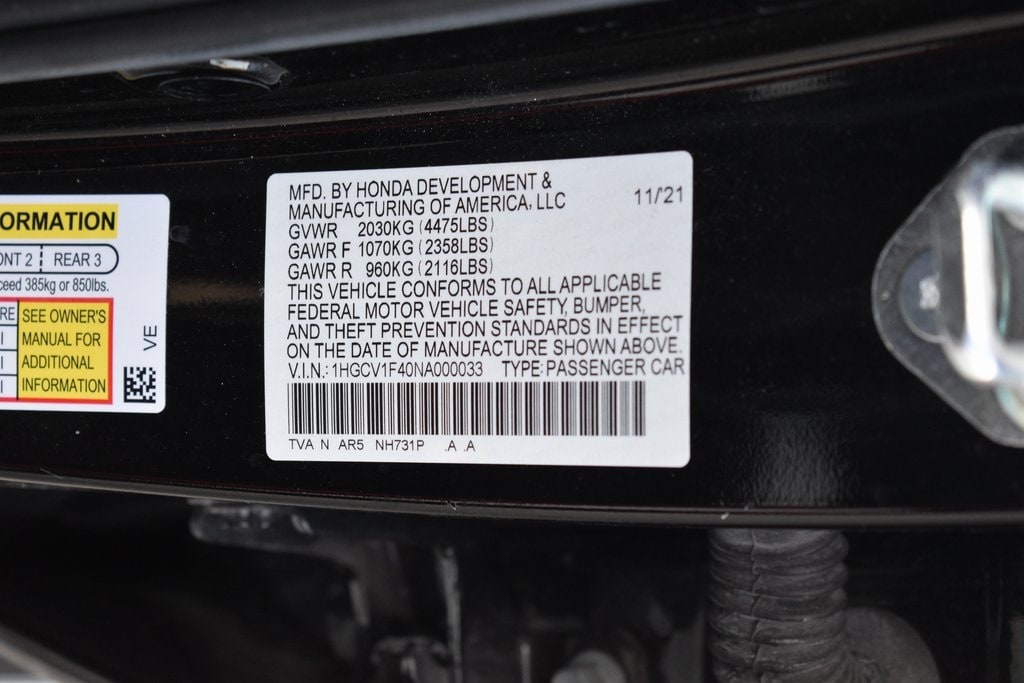 ORMATION
ONT 2 REAR 3
ceed 385kg or 850lbs.
RE
SEE OWNER'S
MANUAL FOR
ADDITIONAL
INFORMATION
VE
MFD. BY HONDA DEVELOPMENT &
MANUFACTURING OF AMERICA, LLC 11/'21
GVWR 2030KG (4475LBS)
GAWR F 1070KG (2358LBS)
GAWR R 960KG (2116LBS)
THIS VEHICLE CONFORMS TO ALL APPLICABLE
FEDERAL MOTOR VEHICLE SAFETY, BUMPER,
AND THEFT PREVENTION STANDARDS IN EFFECT
ON THE DATE OF MANUFACTURE SHOWN ABOVE.
V.I.N.: 1HGCV1F40NA000033 TYPE: PASSENGER CAR
TVA N AR5 NH731P .A .A